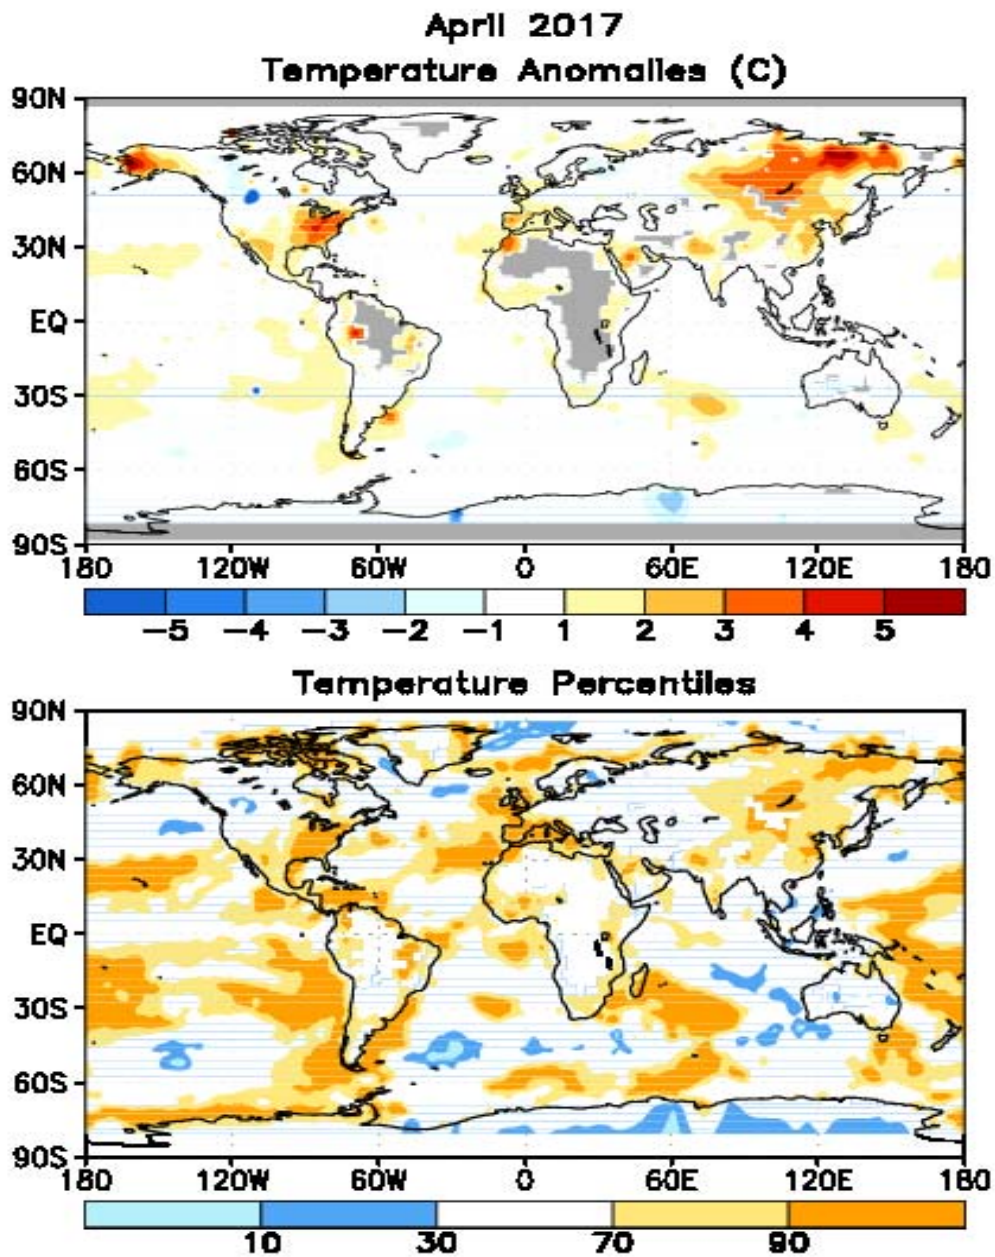 April 2017
Temperature Anomalies (C)
90N
60N
30N
EQ
30S
60S
90S
180 120W 60W 0 60E 120E 180
-5 -4 -3 -2 -1 1 2 3 4 5
Temperature Percentiles
90N
60N
30N
EQ
30S
60S
90S
180 120W 60W 0 60E 120E 180
10 30 70 90